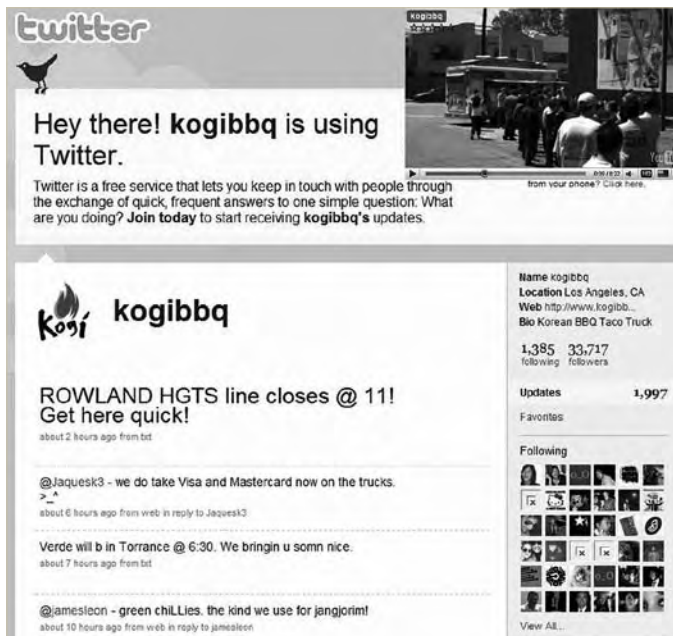 twitter
kogibbq
Hey there! kogibbq is using
Twitter.
Twitter is a free service that lets you keep in touch with people through
the exchange of quick, frequent answers to one simple question: What
are you doing? Join today to start receiving kogibbq's updates.
from your phone? Click here.
Kogi
kogibbq
ROWLAND HGTS line closes @ 11!
Get here quick!
about 2 hours ago from txt
@Jaquesk3 - we do take Visa and Mastercard now on the trucks.
>_^
about 6 hours ago from web in reply to Jaquesk3
Verde will b in Torrance @ 6:30. We bringin u somn nice.
about 7 hours ago from txt
@jamesleon - green chiLLies. the kind we use for jangjorim!
about 10 hours ago from web in reply to jamesleon
Name kogibbq
Location Los Angeles, CA
Web http://www.kogibb...
Bio Korean BBQ Taco Truck
1,385 33,717
following followers
Updates 1,997
Favorites
Following
View All...